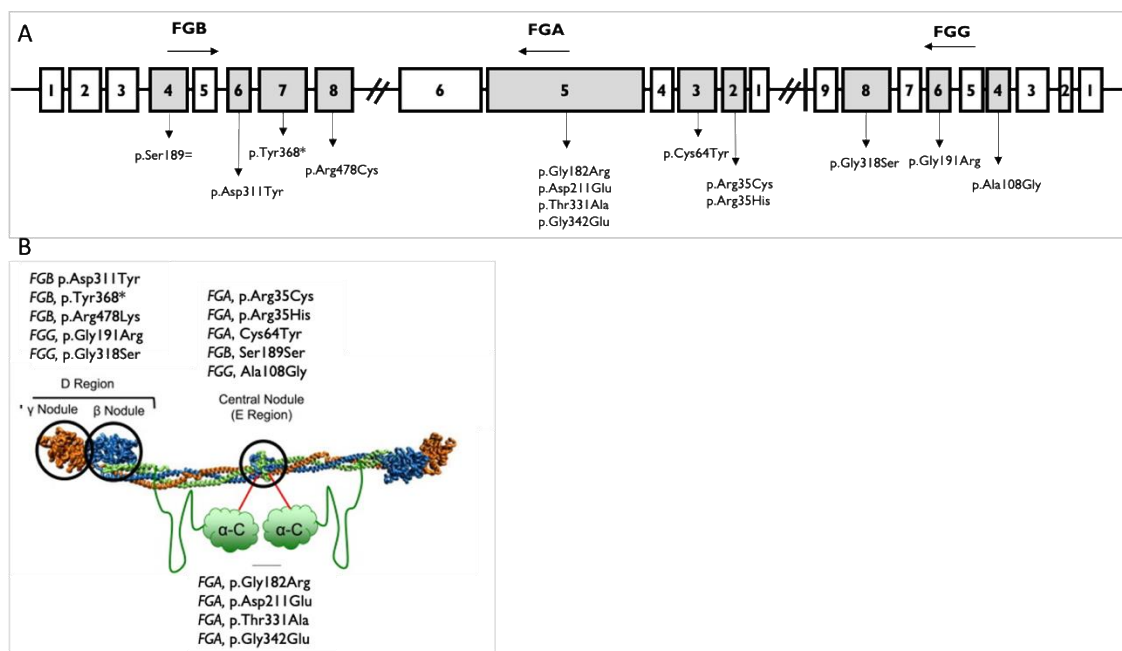 A
FGB
FGA
FGG
1 2 3 4 5 6 7 8 6 5 4 3 2 1 9 8 7 6 5 4 3 2 1
p.Ser189=
p.Asp311Tyr
p.Tyr368*
p.Arg478Cys
p.Gly182Arg
p.Asp211Glu
p.Thr331Ala
p.Gly342Glu
p.Cys64Tyr
p.Arg35Cys
p.Arg35His
p.Gly318Ser
p.Gly191Arg
p.Ala108Gly
B
FGB p.Asp311Tyr
FGB, p.Tyr368*
FGB, p.Arg478Lys
FGG, p.Gly191Arg
FGG, p.Gly318Ser
D Region
' γ Nodule β Nodule
FGA, p.Arg35Cys
FGA, p.Arg35His
FGA, Cys64Tyr
FGB, Ser189Ser
FGG, Ala108Gly
Central Nodule
(E Region)
α-C α-C
FGA, p.Gly182Arg
FGA, p.Asp211Glu
FGA, p.Thr331Ala
FGA, p.Gly342Glu